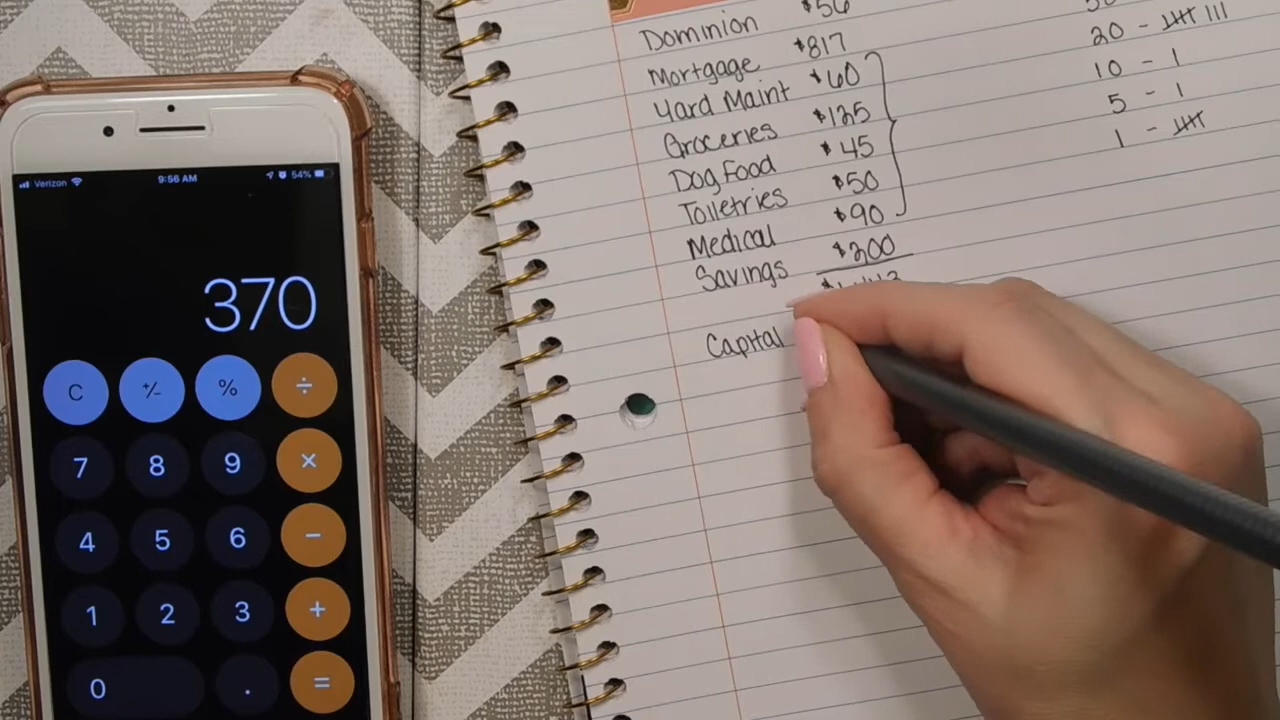 Verizon 9:56 AM 54%
370
C +/- % ÷
7 8 9 ×
4 5 6 −
1 2 3 +
0 . =
Dominion $56
Mortgage $817
Yard Maint $60
Groceries $125
Dog Food $45
Toiletries $50
Medical $90
Savings $200
Capital
20 - 卌 III
10 - 1
5 - 1
1 - 卌